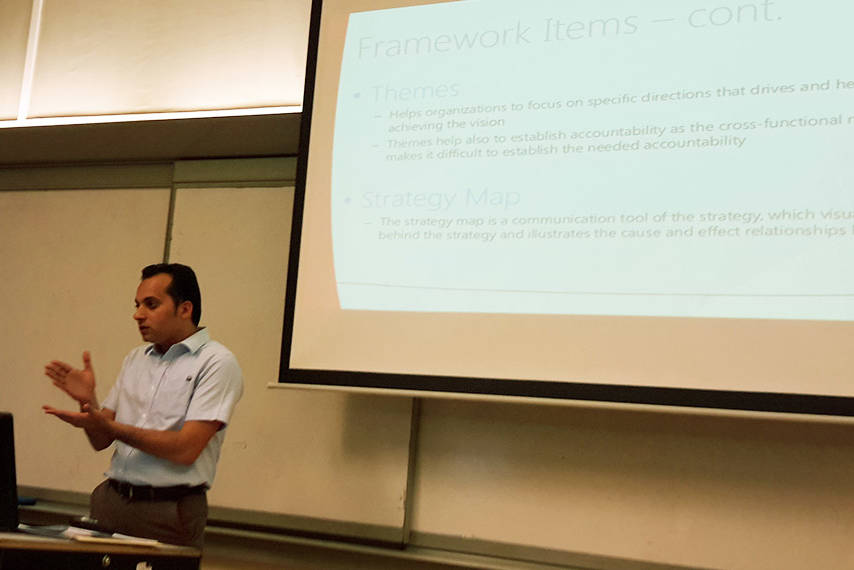 Framework Items – cont.
• Themes
– Helps organizations to focus on specific directions that drives and he
achieving the vision
– Themes help also to establish accountability as the cross-functional
makes it difficult to establish the needed accountability
• Strategy Map
– The strategy map is a communication tool of the strategy, which visu
behind the strategy and illustrates the cause and effect relationships